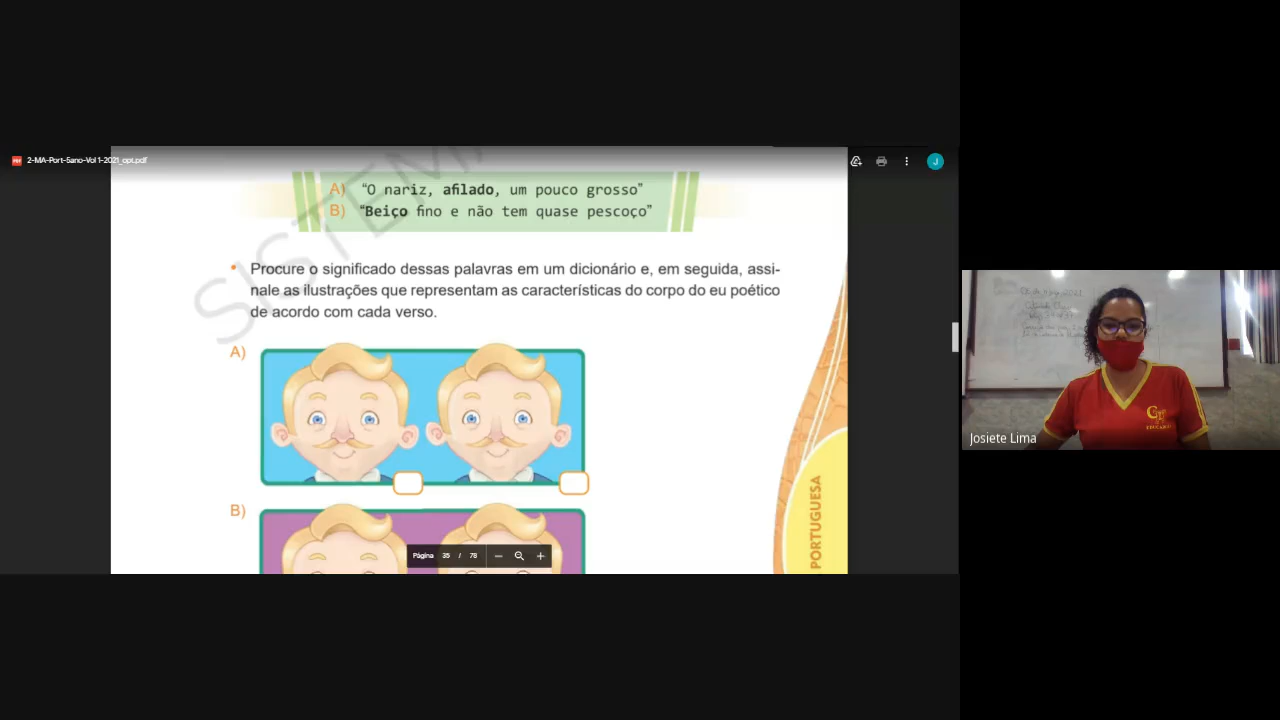 2-MA-Port-5ano-Vol 1-2021_opt.pdf
J
SISTEMA
A) "O nariz, afilado, um pouco grosso"
B) "Beiço fino e não tem quase pescoço"
• Procure o significado dessas palavras em um dicionário e, em seguida, assi-
nale as ilustrações que representam as características do corpo do eu poético
de acordo com cada verso.
A)
B)
Página 35 / 78
PORTUGUESA
2021
Josiete Lima